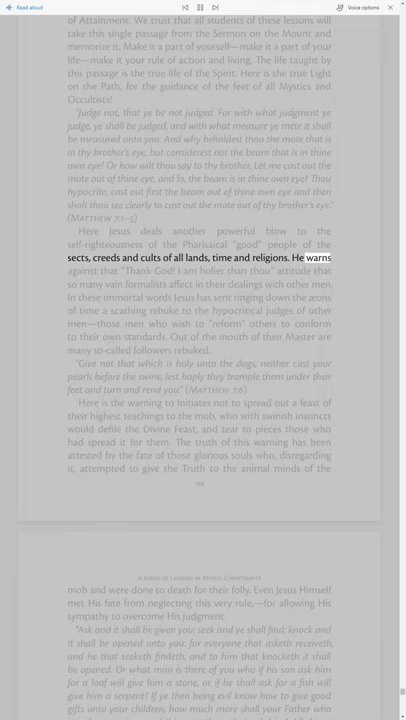 Read aloud
Voice options
of Attainment. We trust that all students of these lessons will
take this single passage from the Sermon on the Mount and
memorize it. Make it a part of yourself—make it a part of your
life—make it your rule of action and living. The life taught by
this passage is the true life of the Spirit. Here is the true Light
on the Path, for the guidance of the feet of all Mystics and
Occultists!
"Judge not, that ye be not judged. For with what judgment ye
judge, ye shall be judged, and with what measure ye mete it shall
be measured unto you. And why beholdest thou the mote that is
in thy brother's eye, but considerest not the beam that is in thine
own eye? Or how wilt thou say to thy brother, Let me cast out the
mote out of thine eye, and lo, the beam is in thine own eye? Thou
hypocrite, cast out first the beam out of thine own eye and then
shalt thou see clearly to cast out the mote out of thy brother's eye."
(Matthew 7:1–5)
Here Jesus deals another powerful blow to the
self-righteousness of the Pharisaical "good" people of the
sects, creeds and cults of all lands, time and religions. He warns
against that "Thank God! I am holier than thou" attitude that
so many vain formalists affect in their dealings with other men.
In these immortal words Jesus has sent ringing down the æons
of time a scathing rebuke to the hypocritical judges of other
men—those men who wish to "reform" others to conform
to their own standards. Out of the mouth of their Master are
many so-called followers rebuked.
"Give not that which is holy unto the dogs, neither cast your
pearls before the swine, lest haply they trample them under their
feet and turn and rend you." (Matthew 7:6)
Here is the warning to Initiates not to spread out a feast of
their highest teachings to the mob, who with swinish instincts
would defile the Divine Feast, and tear to pieces those who
had spread it for them. The truth of this warning has been
attested by the fate of those glorious souls who, disregarding
it, attempted to give the Truth to the animal minds of the
A Series of Lessons in Mystic Christianity
mob and were done to death for their folly. Even Jesus Himself
met His fate from neglecting this very rule,—for allowing His
sympathy to overcome His judgment.
"Ask and it shall be given you; seek and ye shall find; knock and
it shall be opened unto you: for everyone that asketh receiveth,
and he that seeketh findeth, and to him that knocketh it shall
be opened. Or what man is there of you who if his son ask him
for a loaf will give him a stone, or if he shall ask for a fish will
give him a serpent? If ye then being evil know how to give good
gifts unto your children, how much more shall your Father who